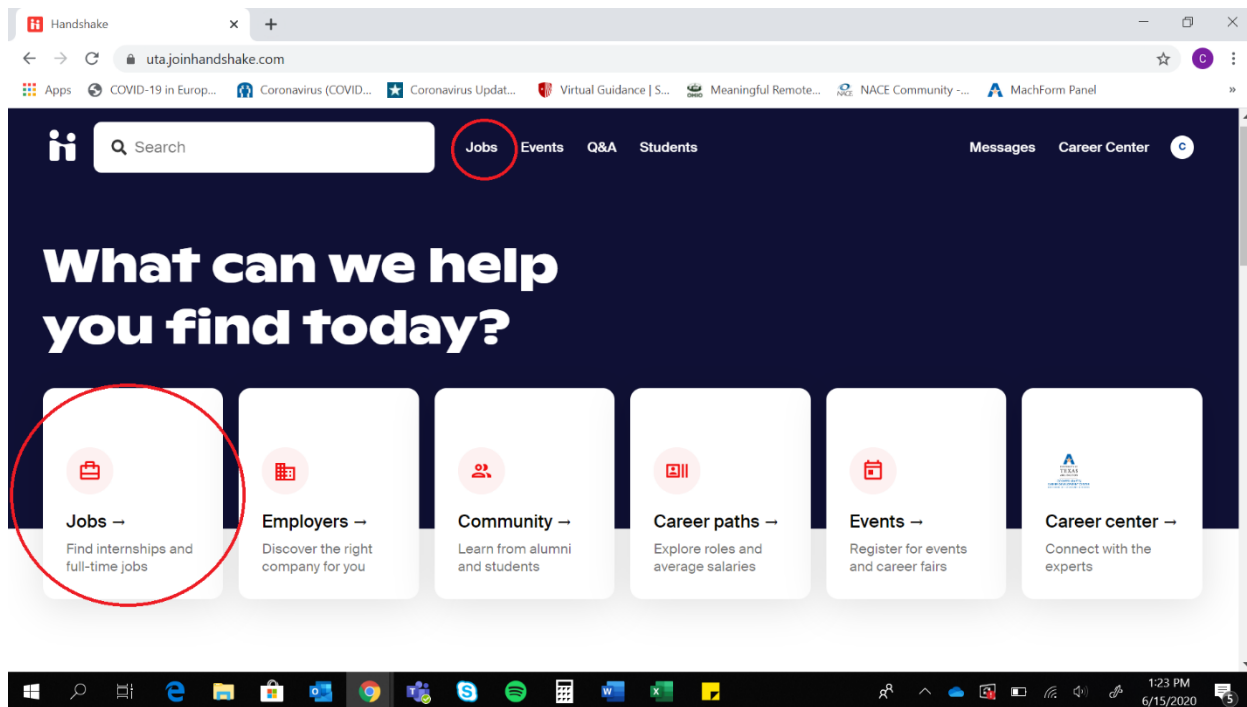 Handshake
uta.joinhandshake.com
C
Apps COVID-19 in Europ... Coronavirus (COVID... Coronavirus Updat... Virtual Guidance | S... Meaningful Remote... NACE Community -... MachForm Panel »
Search Jobs Events Q&A Students Messages Career Center C
What can we help
you find today?
Jobs →
Find internships and
full-time jobs
Employers →
Discover the right
company for you
Community →
Learn from alumni
and students
Career paths →
Explore roles and
average salaries
Events →
Register for events
and career fairs
TEXAS
Career center →
Connect with the
experts
1:23 PM
6/15/2020
5